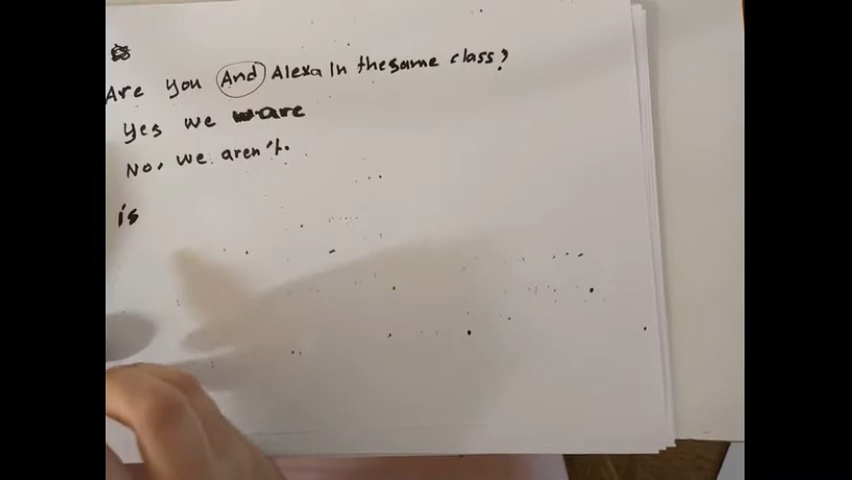 Are you And Alexa in the same class?
Yes we are
No, we aren't.
is